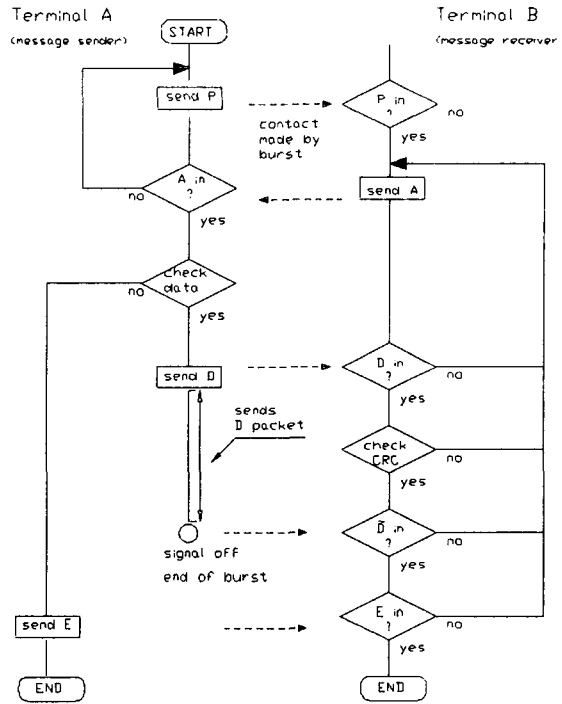 Terminal A
(message sender)
START
send P
A in
?
no
yes
check
data
no
yes
send D
sends
D packet
signal off
end of burst
send E
END
contact
made by
burst
Terminal B
(message receiver
P in
?
no
yes
send A
D in
?
no
yes
check
CRC
no
yes
D̃ in
?
no
yes
E in
?
no
yes
END